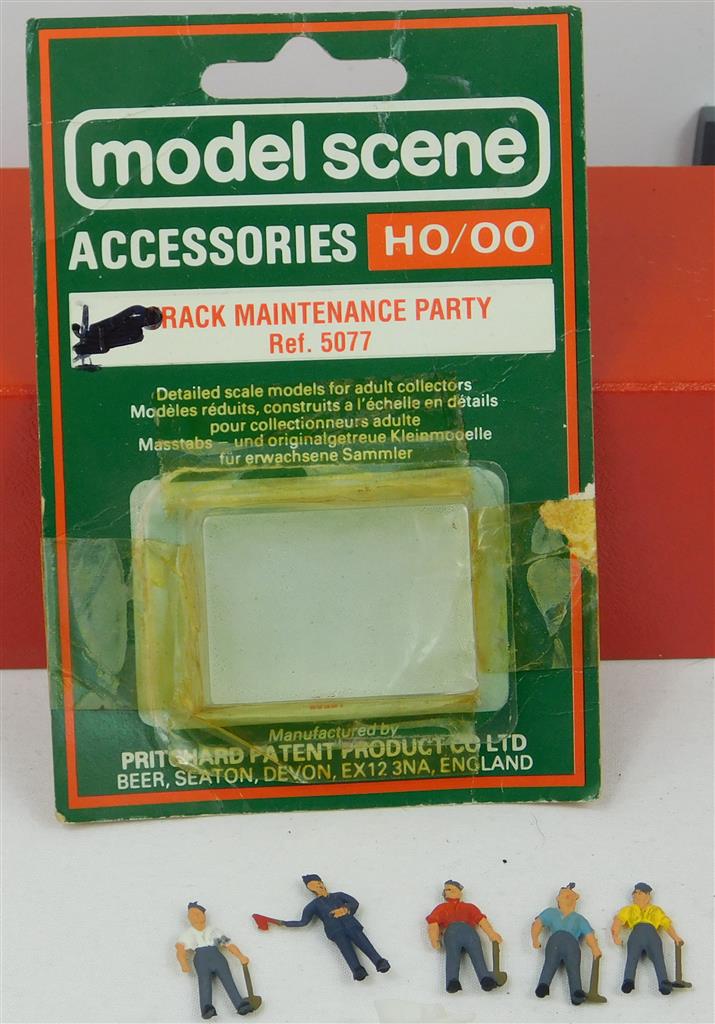 model scene
ACCESSORIES HO/OO
RACK MAINTENANCE PARTY
Ref. 5077
Detailed scale models for adult collectors
Modèles réduits, construits a l'échelle en détails
pour collectionneurs adulte
Masstabs – und originalgetreue Kleinmodelle
für erwachsene Sammler
Manufactured by
PRITCHARD PATENT PRODUCT CO LTD
BEER, SEATON, DEVON, EX12 3NA, ENGLAND